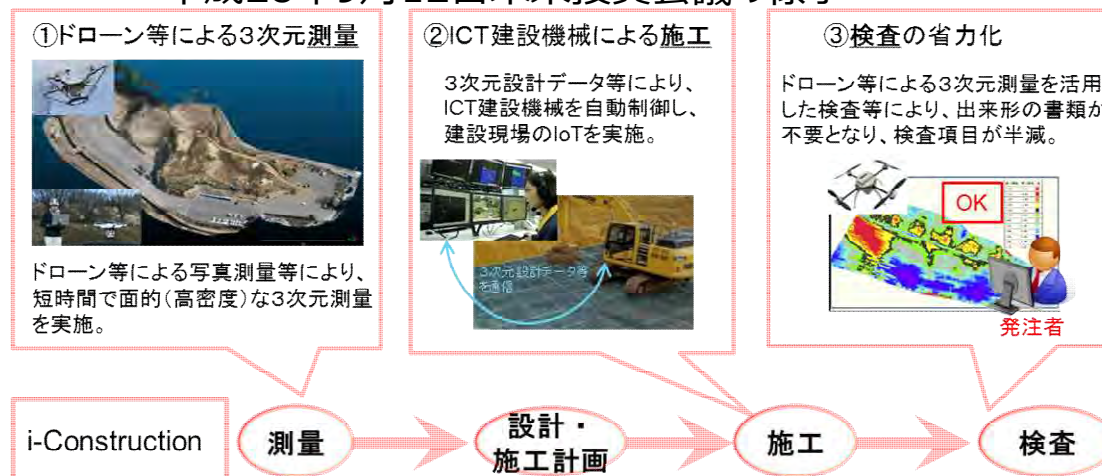 ①ドローン等による3次元測量
ドローン等による写真測量等により、
短時間で面的(高密度)な3次元測量
を実施。
②ICT建設機械による施工
3次元設計データ等により、
ICT建設機械を自動制御し、
建設現場のIoTを実施。
3次元設計データ等
を通信
③検査の省力化
ドローン等による3次元測量を活用
した検査等により、出来形の書類が
不要となり、検査項目が半減。
OK
発注者
i-Construction
測量
設計・
施工計画
施工
検査